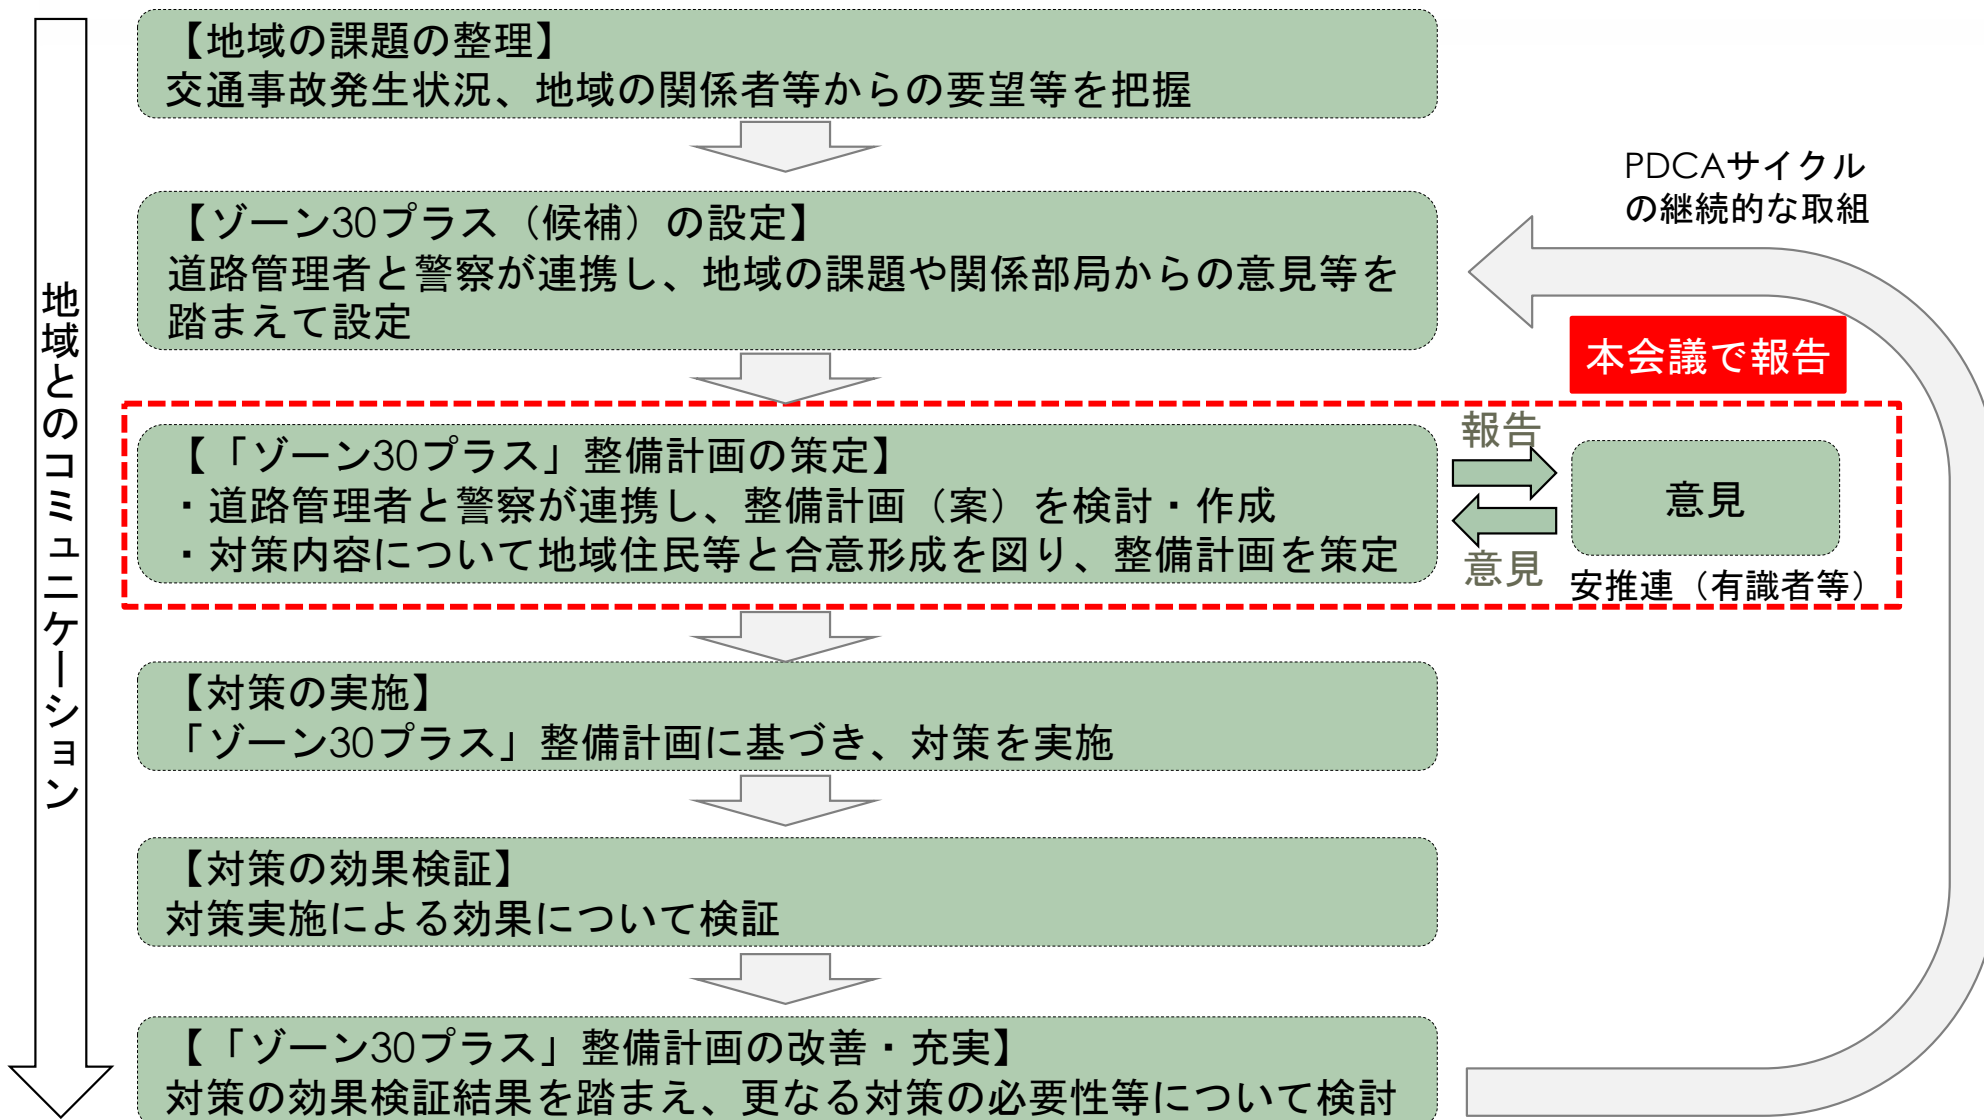 地域とのコミュニケーション
【地域の課題の整理】
交通事故発生状況、地域の関係者等からの要望等を把握
【ゾーン30プラス（候補）の設定】
道路管理者と警察が連携し、地域の課題や関係部局からの意見等を
踏まえて設定
PDCAサイクル
の継続的な取組
本会議で報告
【「ゾーン30プラス」整備計画の策定】
・道路管理者と警察が連携し、整備計画（案）を検討・作成
・対策内容について地域住民等と合意形成を図り、整備計画を策定
報告
意見
意見
安推連（有識者等）
【対策の実施】
「ゾーン30プラス」整備計画に基づき、対策を実施
【対策の効果検証】
対策実施による効果について検証
【「ゾーン30プラス」整備計画の改善・充実】
対策の効果検証結果を踏まえ、更なる対策の必要性等について検討